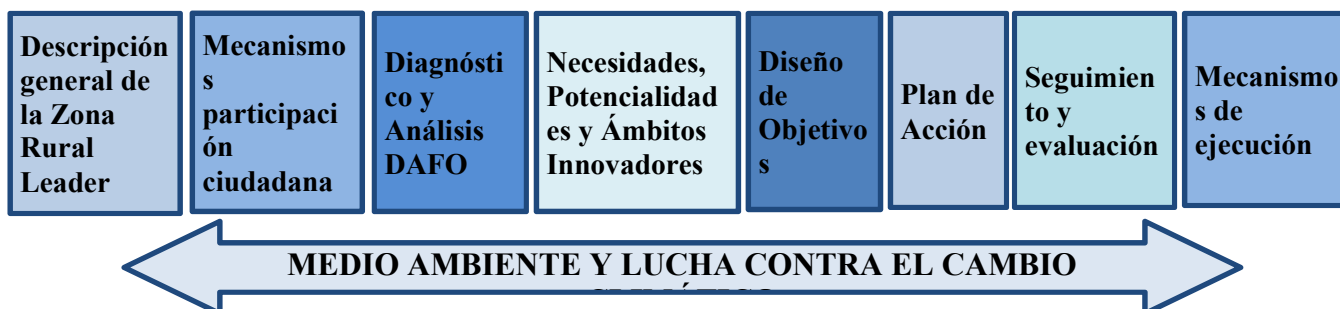 Descripción
general de
la Zona
Rural
Leader
Mecanismo
s
participaci
ón
ciudadana
Diagnósti
co y
Análisis
DAFO
Necesidades,
Potencialidad
es y Ámbitos
Innovadores
Diseño
de
Objetivo
s
Plan de
Acción
Seguimien
to y
evaluación
Mecanismo
s de
ejecución
MEDIO AMBIENTE Y LUCHA CONTRA EL CAMBIO